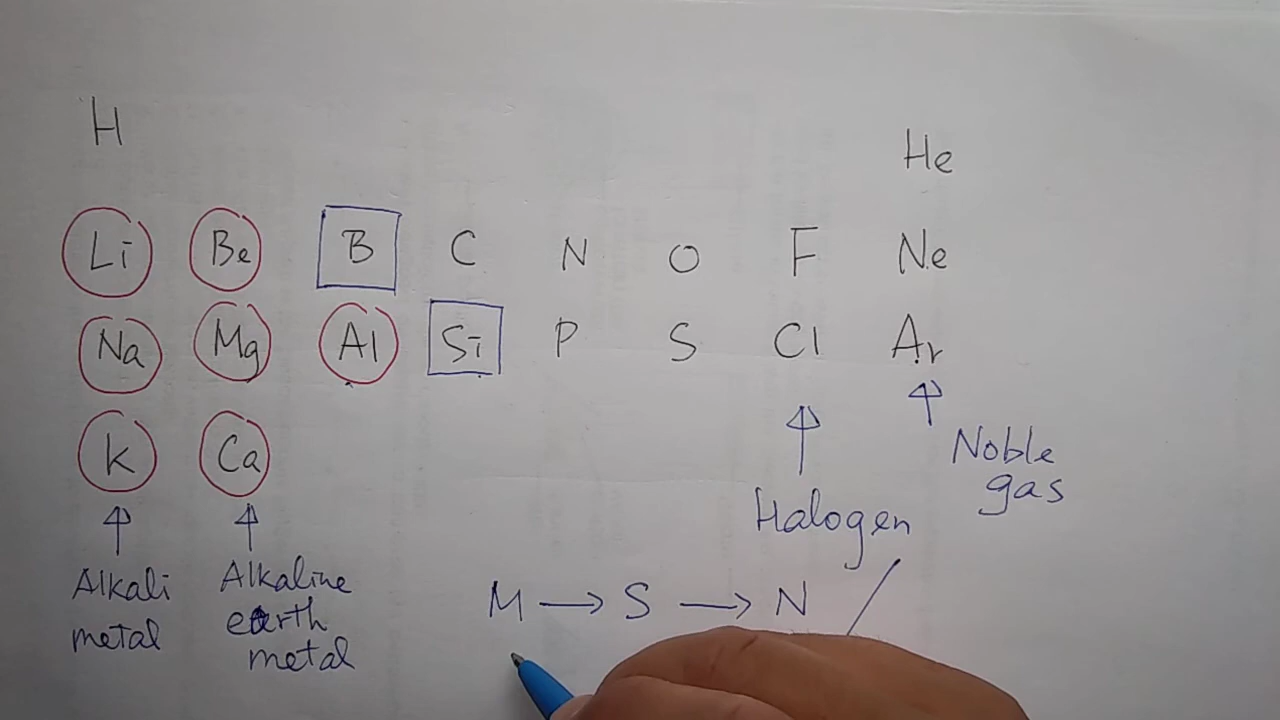 H He
Li Be B C N O F Ne
Na Mg Al Si P S Cl Ar
K Ca
Noble
gas
Halogen
Alkali
metal
Alkaline
earth
metal
M → S → N /